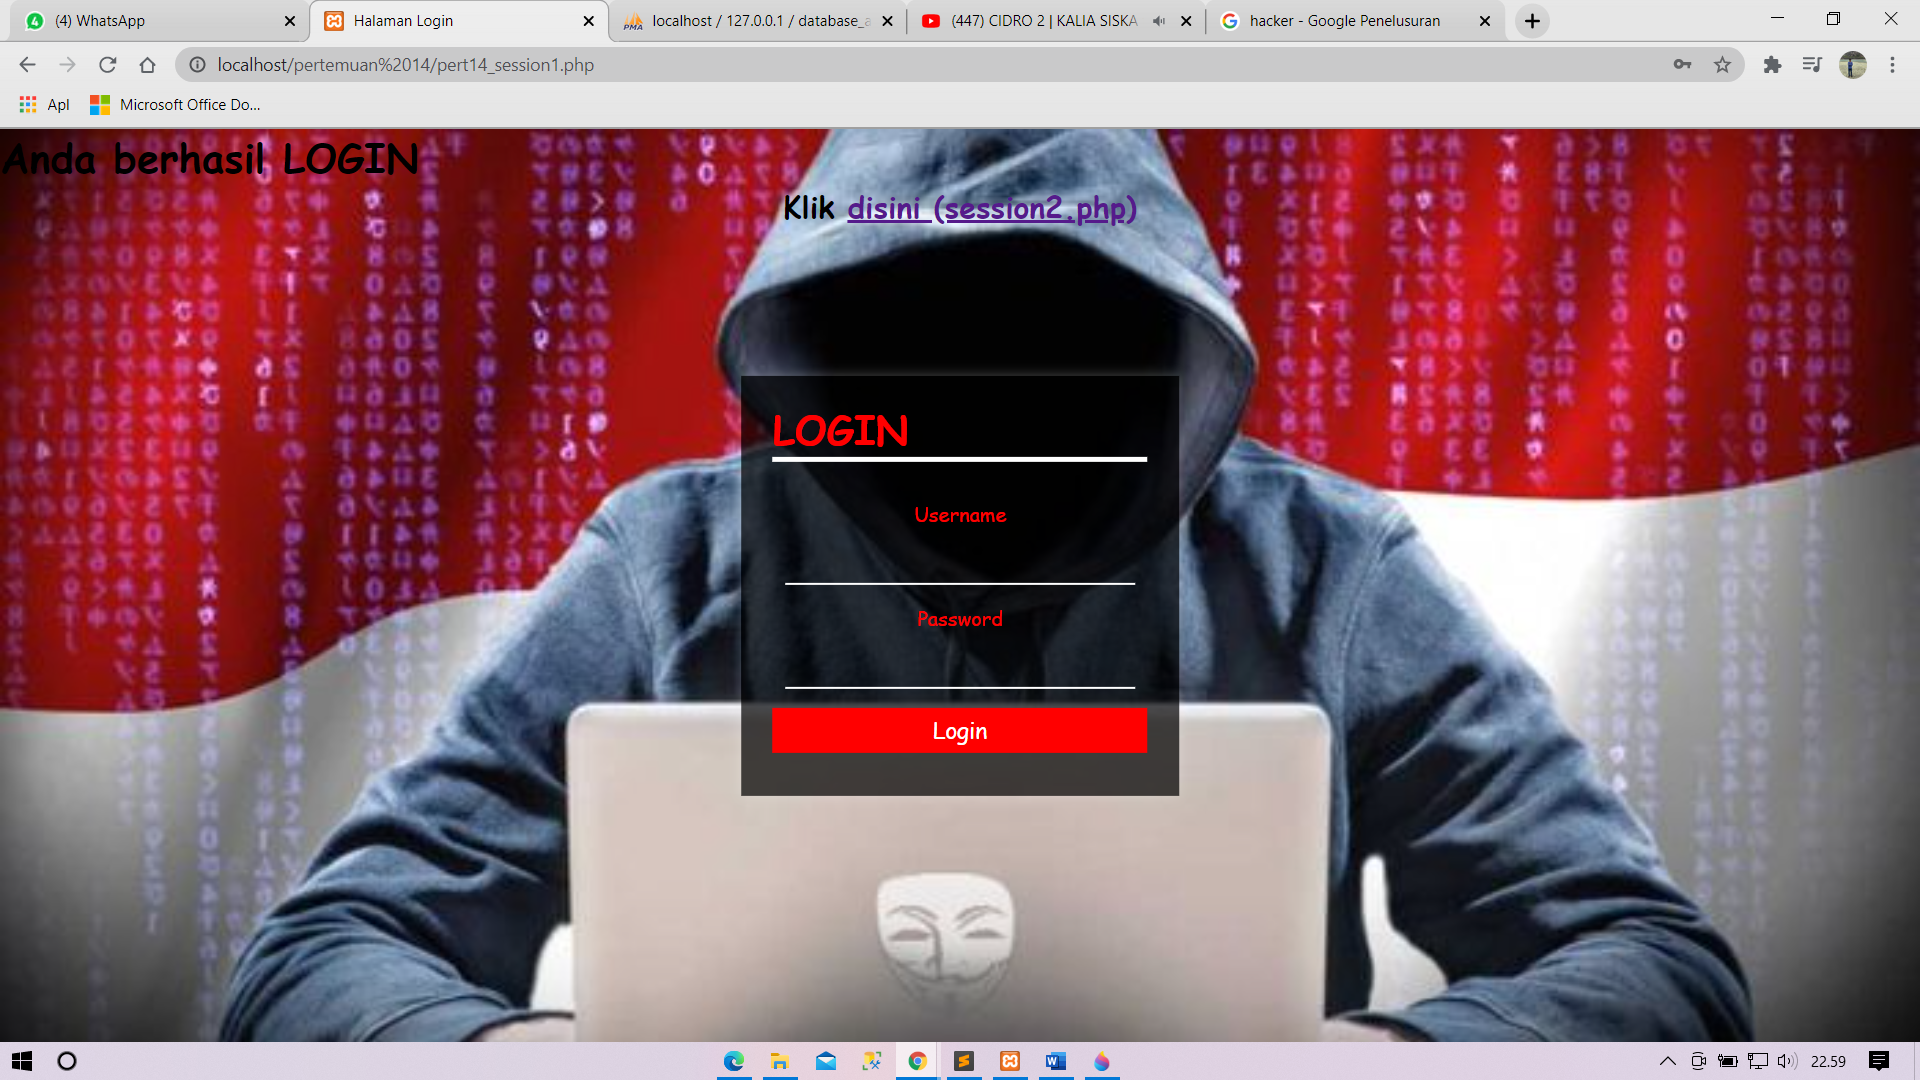 (4) WhatsApp
Halaman Login
localhost / 127.0.0.1 / database_a
(447) CIDRO 2 | KALIA SISKA
hacker - Google Penelusuran
localhost/pertemuan%2014/pert14_session1.php
Apl
Microsoft Office Do...
Anda berhasil LOGIN
Klik disini (session2.php)
LOGIN
Username
Password
Login
22.59